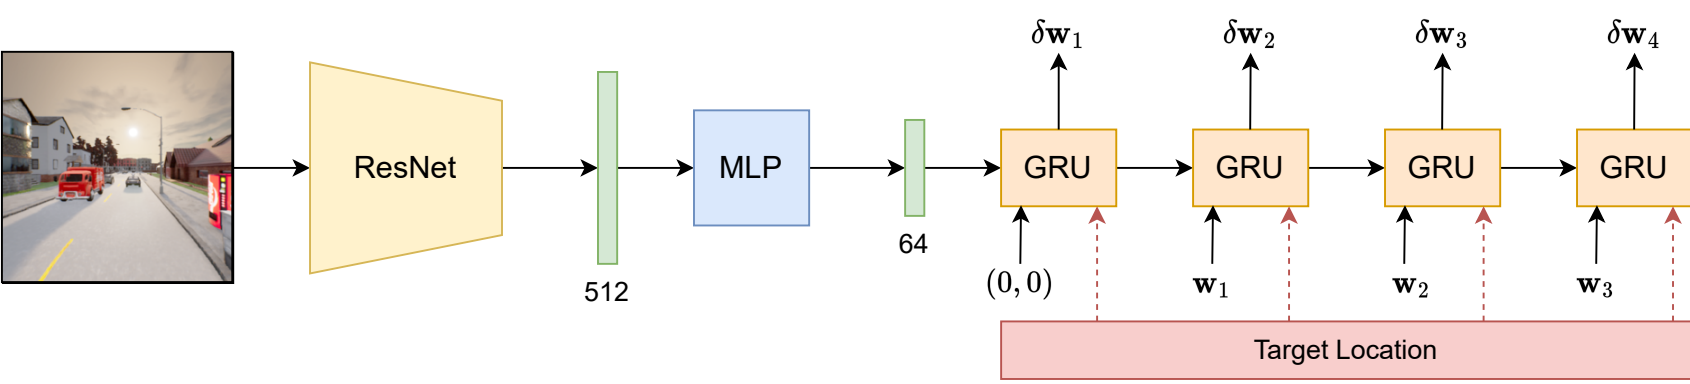 δw₁ δw₂ δw₃ δw₄
ResNet MLP GRU GRU GRU GRU
512 64 (0, 0) w₁ w₂ w₃
Target Location